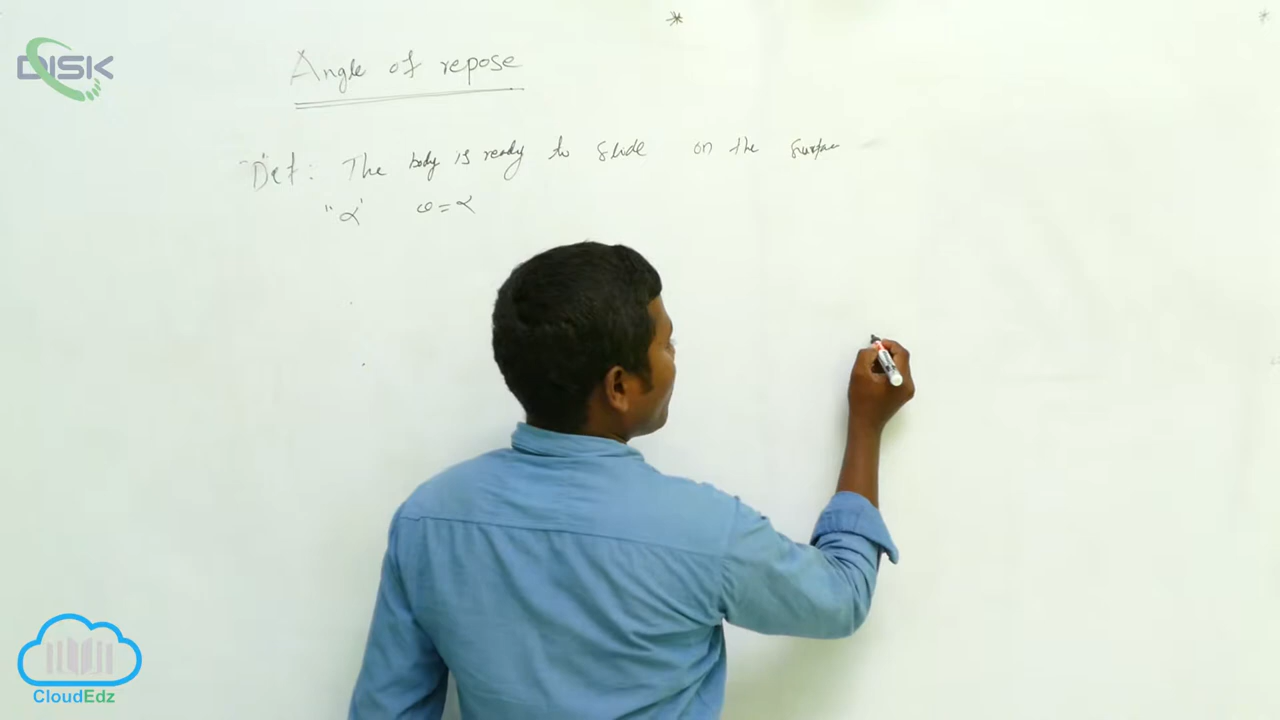 DISK
Angle of repose
"Def: The body is ready to slide on the surface
"α" φ=α
CloudEdz